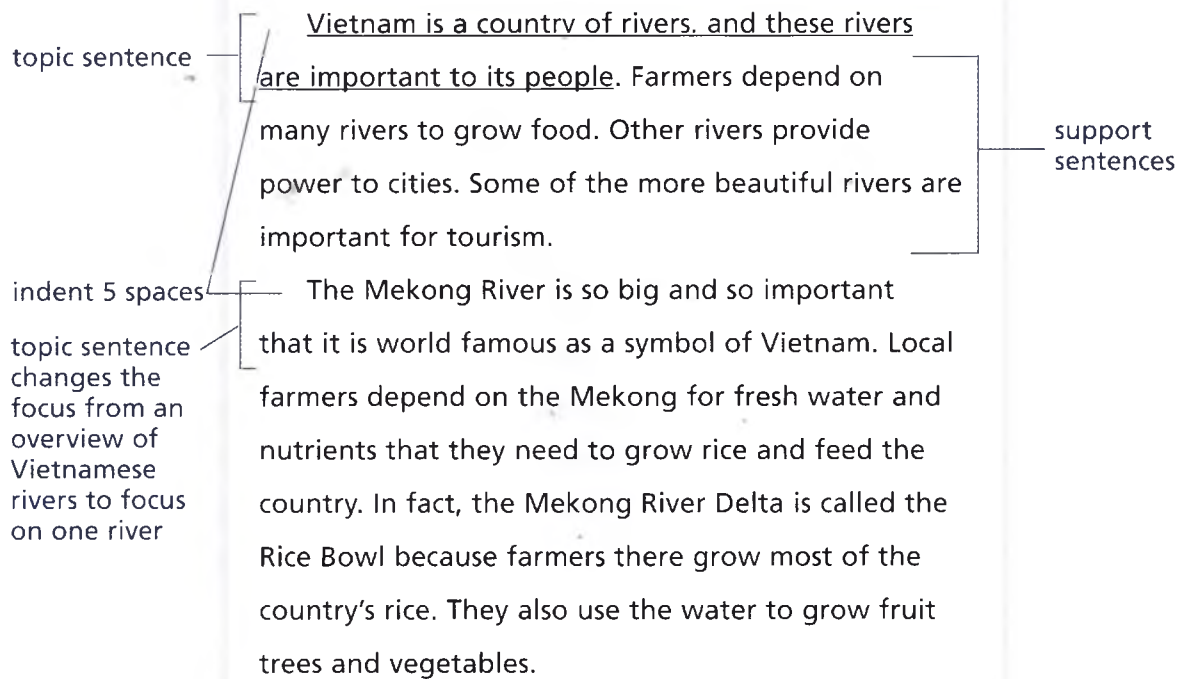 Vietnam is a country of rivers. and these rivers
topic sentence
are important to its people. Farmers depend on
many rivers to grow food. Other rivers provide
support
sentences
power to cities. Some of the more beautiful rivers are
important for tourism.
indent 5 spaces
The Mekong River is so big and so important
topic sentence
changes the
focus from an
overview of
Vietnamese
rivers to focus
on one river
that it is world famous as a symbol of Vietnam. Local
farmers depend on the Mekong for fresh water and
nutrients that they need to grow rice and feed the
country. In fact, the Mekong River Delta is called the
Rice Bowl because farmers there grow most of the
country's rice. They also use the water to grow fruit
trees and vegetables.